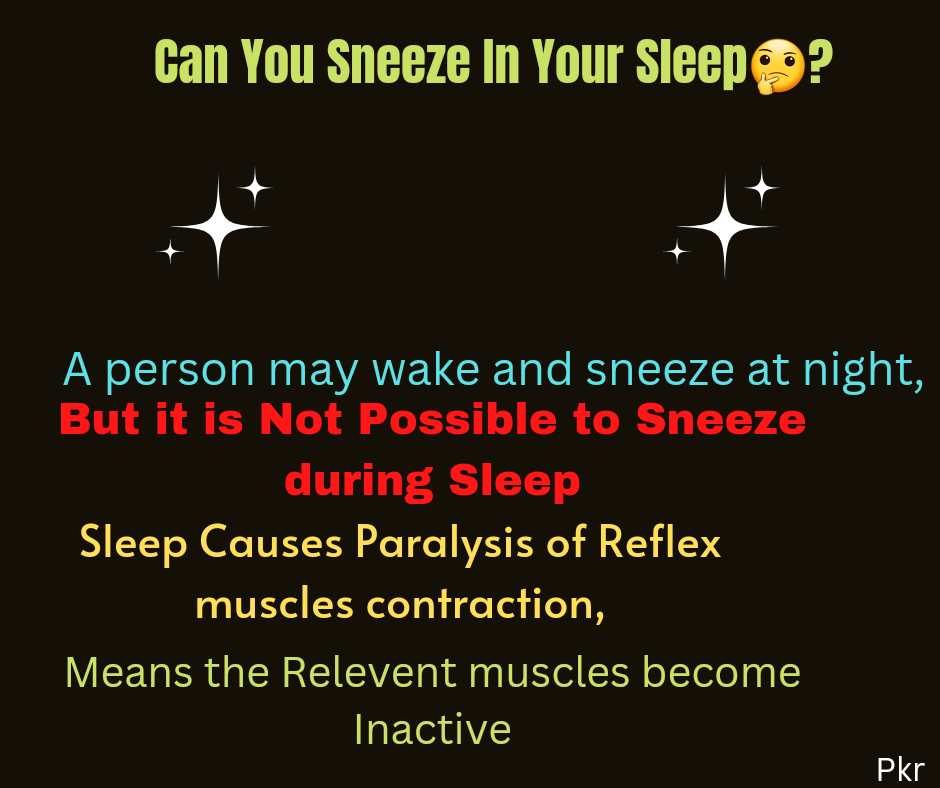 Can You Sneeze In Your Sleep🤔?
A person may wake and sneeze at night,
But it is Not Possible to Sneeze
during Sleep
Sleep Causes Paralysis of Reflex
muscles contraction,
Means the Relevent muscles become
Inactive
Pkr